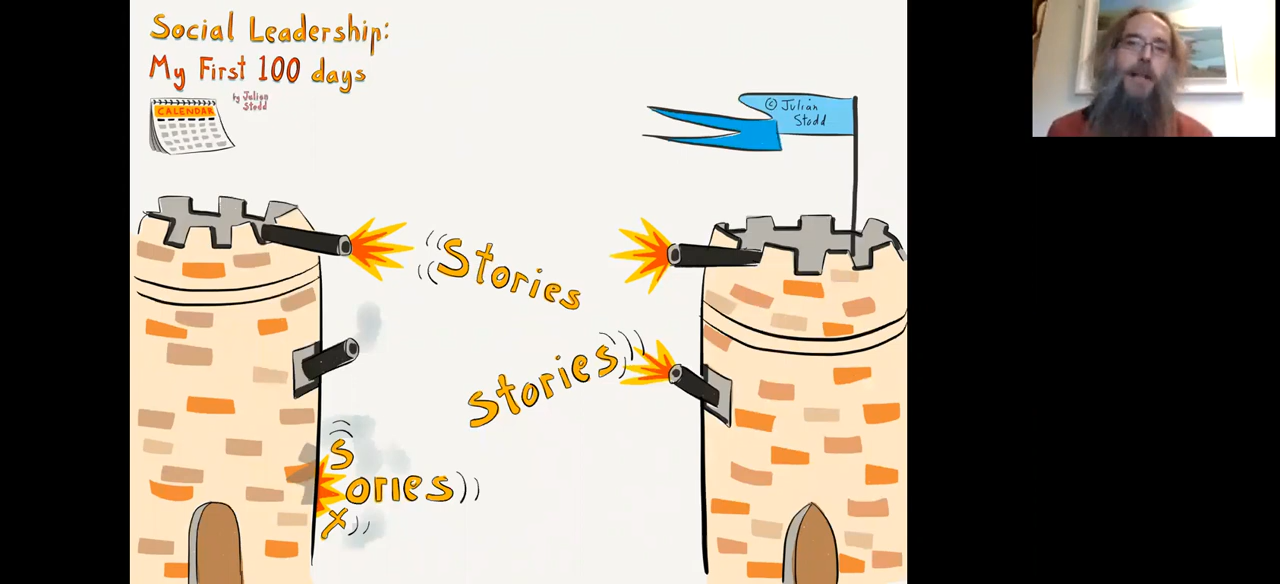 Social Leadership:
My First 100 days
by Julian
Stodd
CALENDAR
© Julian
Stodd
Stories
Stories
S
ories